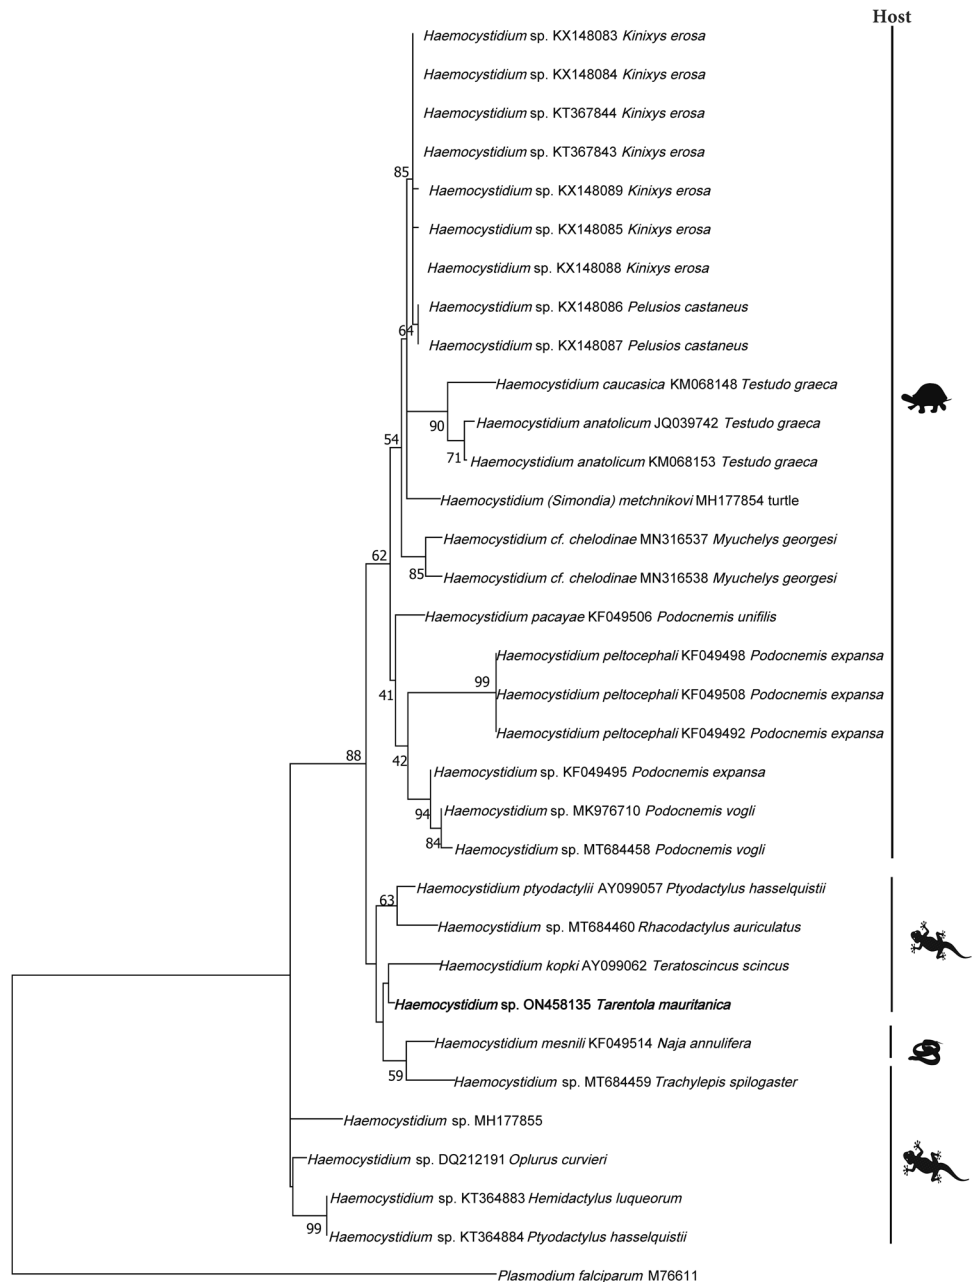 Host
Haemocystidium sp. KX148083 Kinixys erosa
Haemocystidium sp. KX148084 Kinixys erosa
Haemocystidium sp. KT367844 Kinixys erosa
Haemocystidium sp. KT367843 Kinixys erosa
85
Haemocystidium sp. KX148089 Kinixys erosa
Haemocystidium sp. KX148085 Kinixys erosa
Haemocystidium sp. KX148088 Kinixys erosa
Haemocystidium sp. KX148086 Pelusios castaneus
64
Haemocystidium sp. KX148087 Pelusios castaneus
Haemocystidium caucasica KM068148 Testudo graeca
90
Haemocystidium anatolicum JQ039742 Testudo graeca
54
71
Haemocystidium anatolicum KM068153 Testudo graeca
Haemocystidium (Simondia) metchnikovi MH177854 turtle
Haemocystidium cf. chelodinae MN316537 Myuchelys georgesi
62
85
Haemocystidium cf. chelodinae MN316538 Myuchelys georgesi
Haemocystidium pacayae KF049506 Podocnemis unifilis
Haemocystidium peltocephali KF049498 Podocnemis expansa
99
41
Haemocystidium peltocephali KF049508 Podocnemis expansa
Haemocystidium peltocephali KF049492 Podocnemis expansa
88
42
Haemocystidium sp. KF049495 Podocnemis expansa
94
Haemocystidium sp. MK976710 Podocnemis vogli
84
Haemocystidium sp. MT684458 Podocnemis vogli
Haemocystidium ptyodactylii AY099057 Ptyodactylus hasselquistii
63
Haemocystidium sp. MT684460 Rhacodactylus auriculatus
Haemocystidium kopki AY099062 Teratoscincus scincus
Haemocystidium sp. ON458135 Tarentola mauritanica
Haemocystidium mesnili KF049514 Naja annulifera
59
Haemocystidium sp. MT684459 Trachylepis spilogaster
Haemocystidium sp. MH177855
Haemocystidium sp. DQ212191 Oplurus curvieri
Haemocystidium sp. KT364883 Hemidactylus luqueorum
99
Haemocystidium sp. KT364884 Ptyodactylus hasselquistii
Plasmodium falciparum M76611